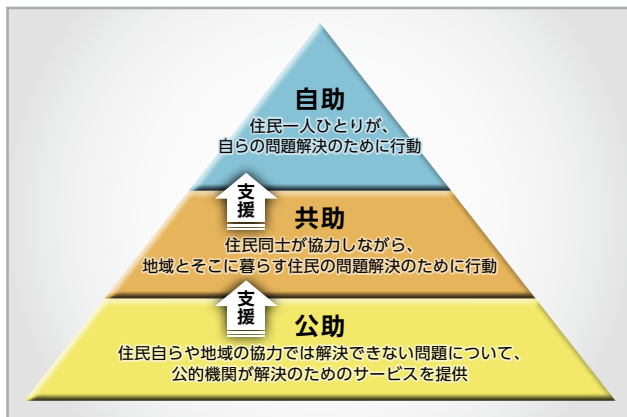 自助
住民一人ひとりが、
自らの問題解決のために行動
支援
共助
住民同士が協力しながら、
地域とそこに暮らす住民の問題解決のために行動
支援
公助
住民自らや地域の協力では解決できない問題について、
公的機関が解決のためのサービスを提供